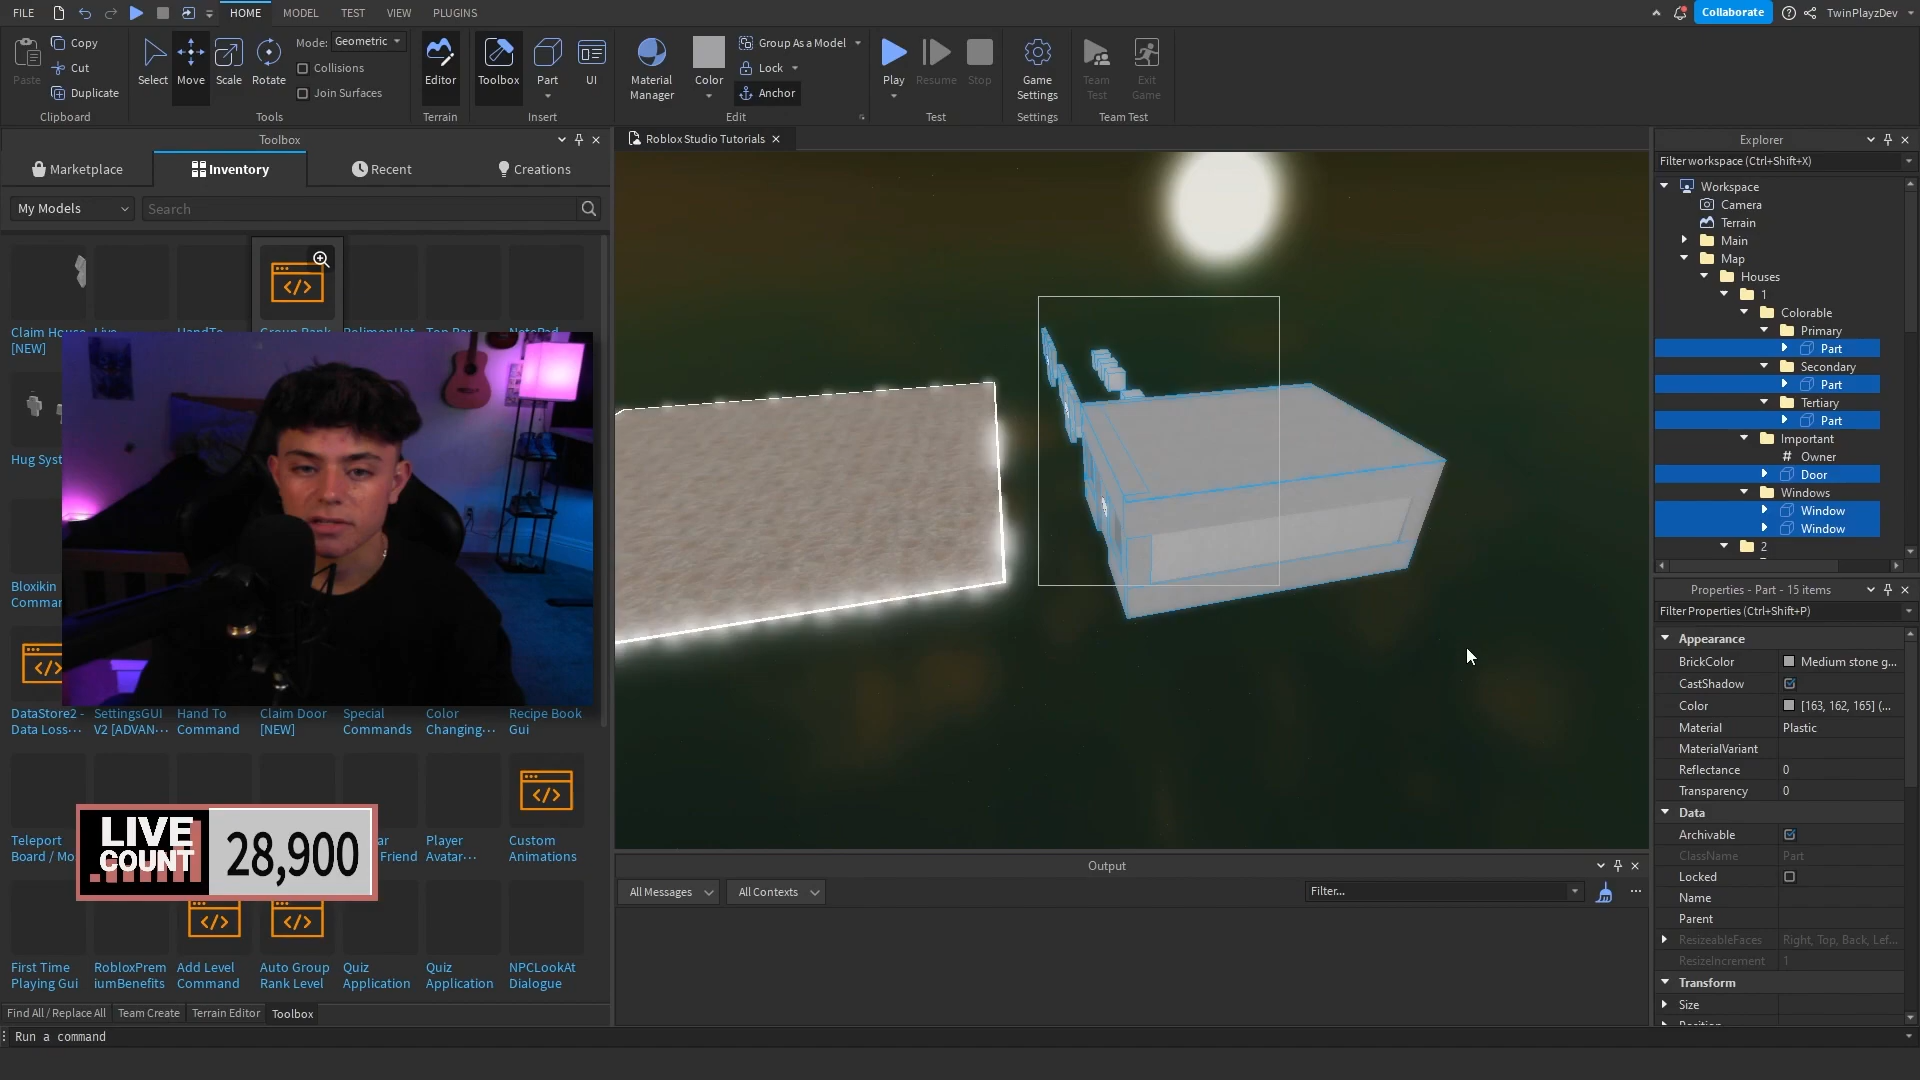 FILE
HOME
MODEL
TEST
VIEW
PLUGINS
Collaborate
TwinPlayzDev
Paste
Copy
Cut
Duplicate
Clipboard
Select
Move
Scale
Rotate
Mode:
Geometric
Collisions
Join Surfaces
Tools
Editor
Terrain
Toolbox
Part
UI
Insert
Material
Manager
Color
Group As a Model
Lock
Anchor
Edit
Play
Resume
Stop
Test
Game
Settings
Settings
Team
Test
Exit
Game
Team Test
Toolbox
Marketplace
Inventory
Recent
Creations
My Models
Search
Claim House
[NEW]
Live
HandTo
Group Rank
Top Bar
NotePad
Hug Syst
Bloxikin
Comman
DataStore2 -
Data Loss...
SettingsGUI
V2 [ADVAN...
Hand To
Command
Claim Door
[NEW]
Special
Commands
Color
Changing...
Recipe Book
Gui
Teleport
Board / Mo
ar
Friend
Player
Avatar...
Custom
Animations
LIVE
COUNT
28,900
First Time
Playing Gui
RobloxPrem
iumBenefits
Add Level
Command
Auto Group
Rank Level
Quiz
Application
Quiz
Application
NPCLookAt
Dialogue
Find All / Replace All
Team Create
Terrain Editor
Toolbox
Run a command
Roblox Studio Tutorials
Output
All Messages
All Contexts
Filter...
Explorer
Filter workspace (Ctrl+Shift+X)
Workspace
Camera
Terrain
Main
Map
Houses
1
Colorable
Primary
Part
Secondary
Part
Tertiary
Part
Important
# Owner
Door
Windows
Window
Window
2
Properties - Part - 15 items
Filter Properties (Ctrl+Shift+P)
Appearance
BrickColor
Medium stone g...
CastShadow
Color
[163, 162, 165] (...
Material
Plastic
MaterialVariant
Reflectance
0
Transparency
0
Data
Archivable
ClassName
Part
Locked
Name
Parent
ResizeableFaces
Right, Top, Back, Lef...
ResizeIncrement
1
Transform
Size